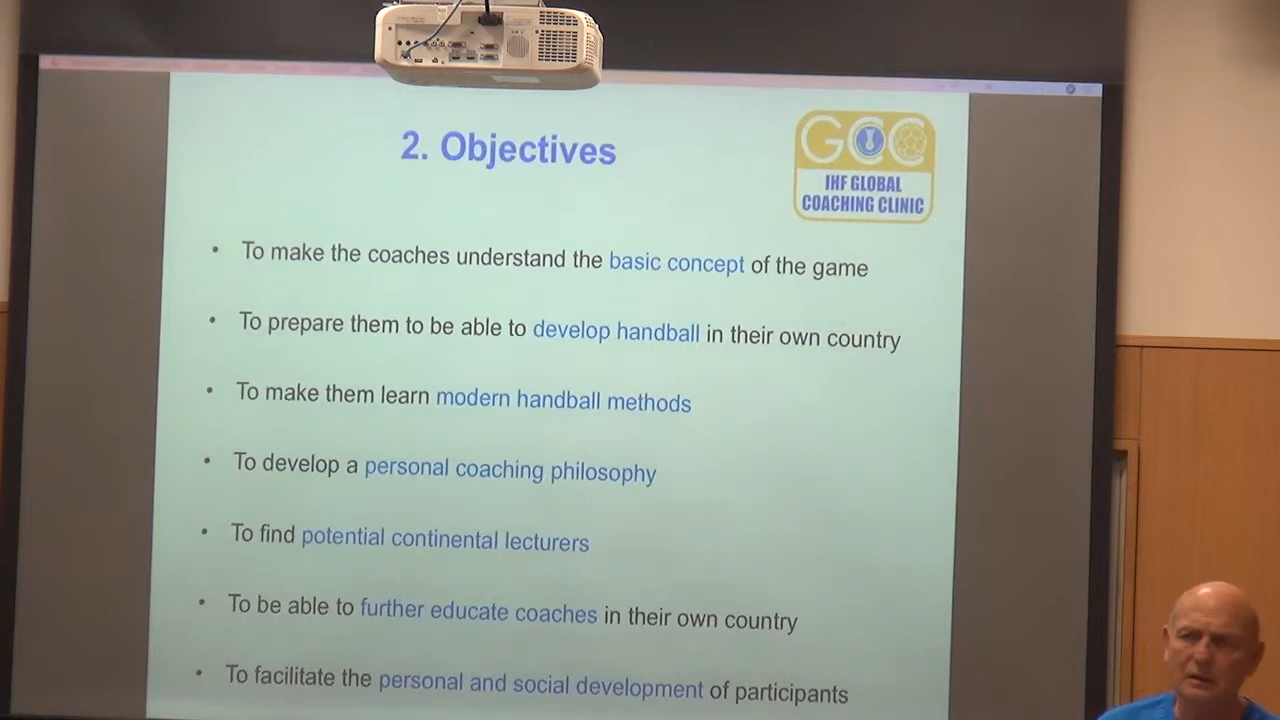 2. Objectives
GCC
IHF GLOBAL
COACHING CLINIC
• To make the coaches understand the basic concept of the game
• To prepare them to be able to develop handball in their own country
• To make them learn modern handball methods
• To develop a personal coaching philosophy
• To find potential continental lecturers
• To be able to further educate coaches in their own country
• To facilitate the personal and social development of participants